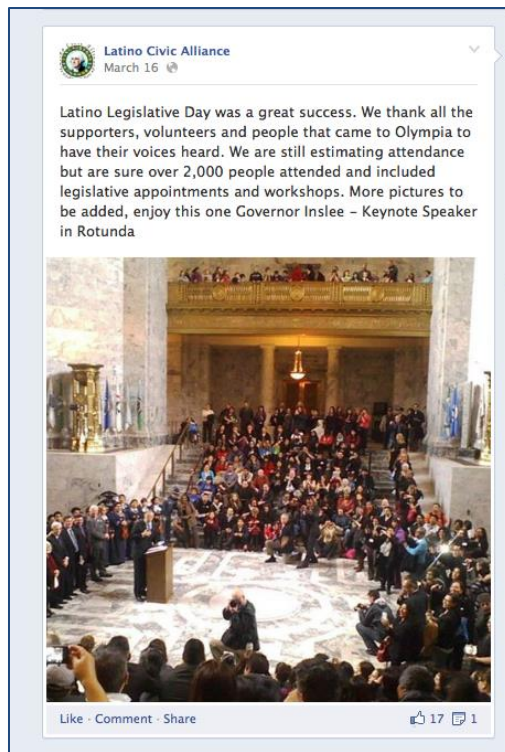 Latino Civic Alliance
March 16
Latino Legislative Day was a great success. We thank all the
supporters, volunteers and people that came to Olympia to
have their voices heard. We are still estimating attendance
but are sure over 2,000 people attended and included
legislative appointments and workshops. More pictures to
be added, enjoy this one Governor Inslee – Keynote Speaker
in Rotunda
Like · Comment · Share 17 1